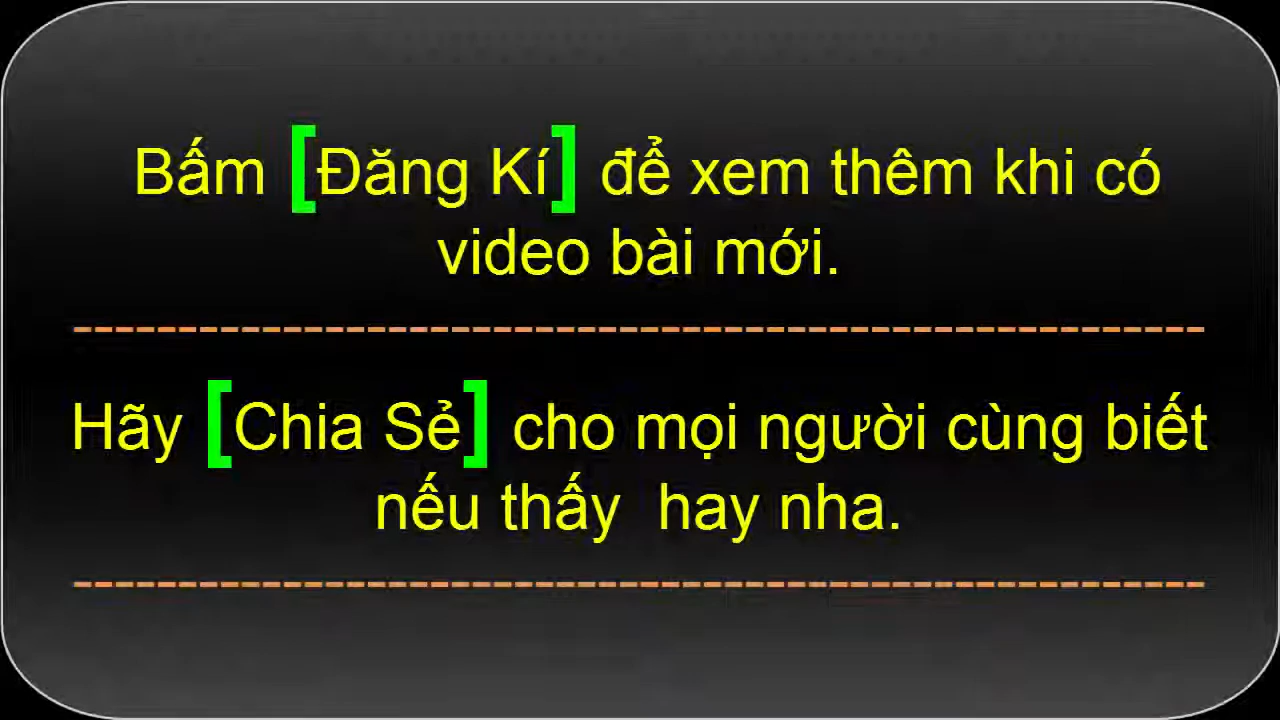 Bấm [Đăng Kí] để xem thêm khi có
video bài mới.
--------------------------------------------------------
Hãy [Chia Sẻ] cho mọi người cùng biết
nếu thấy  hay nha.
--------------------------------------------------------